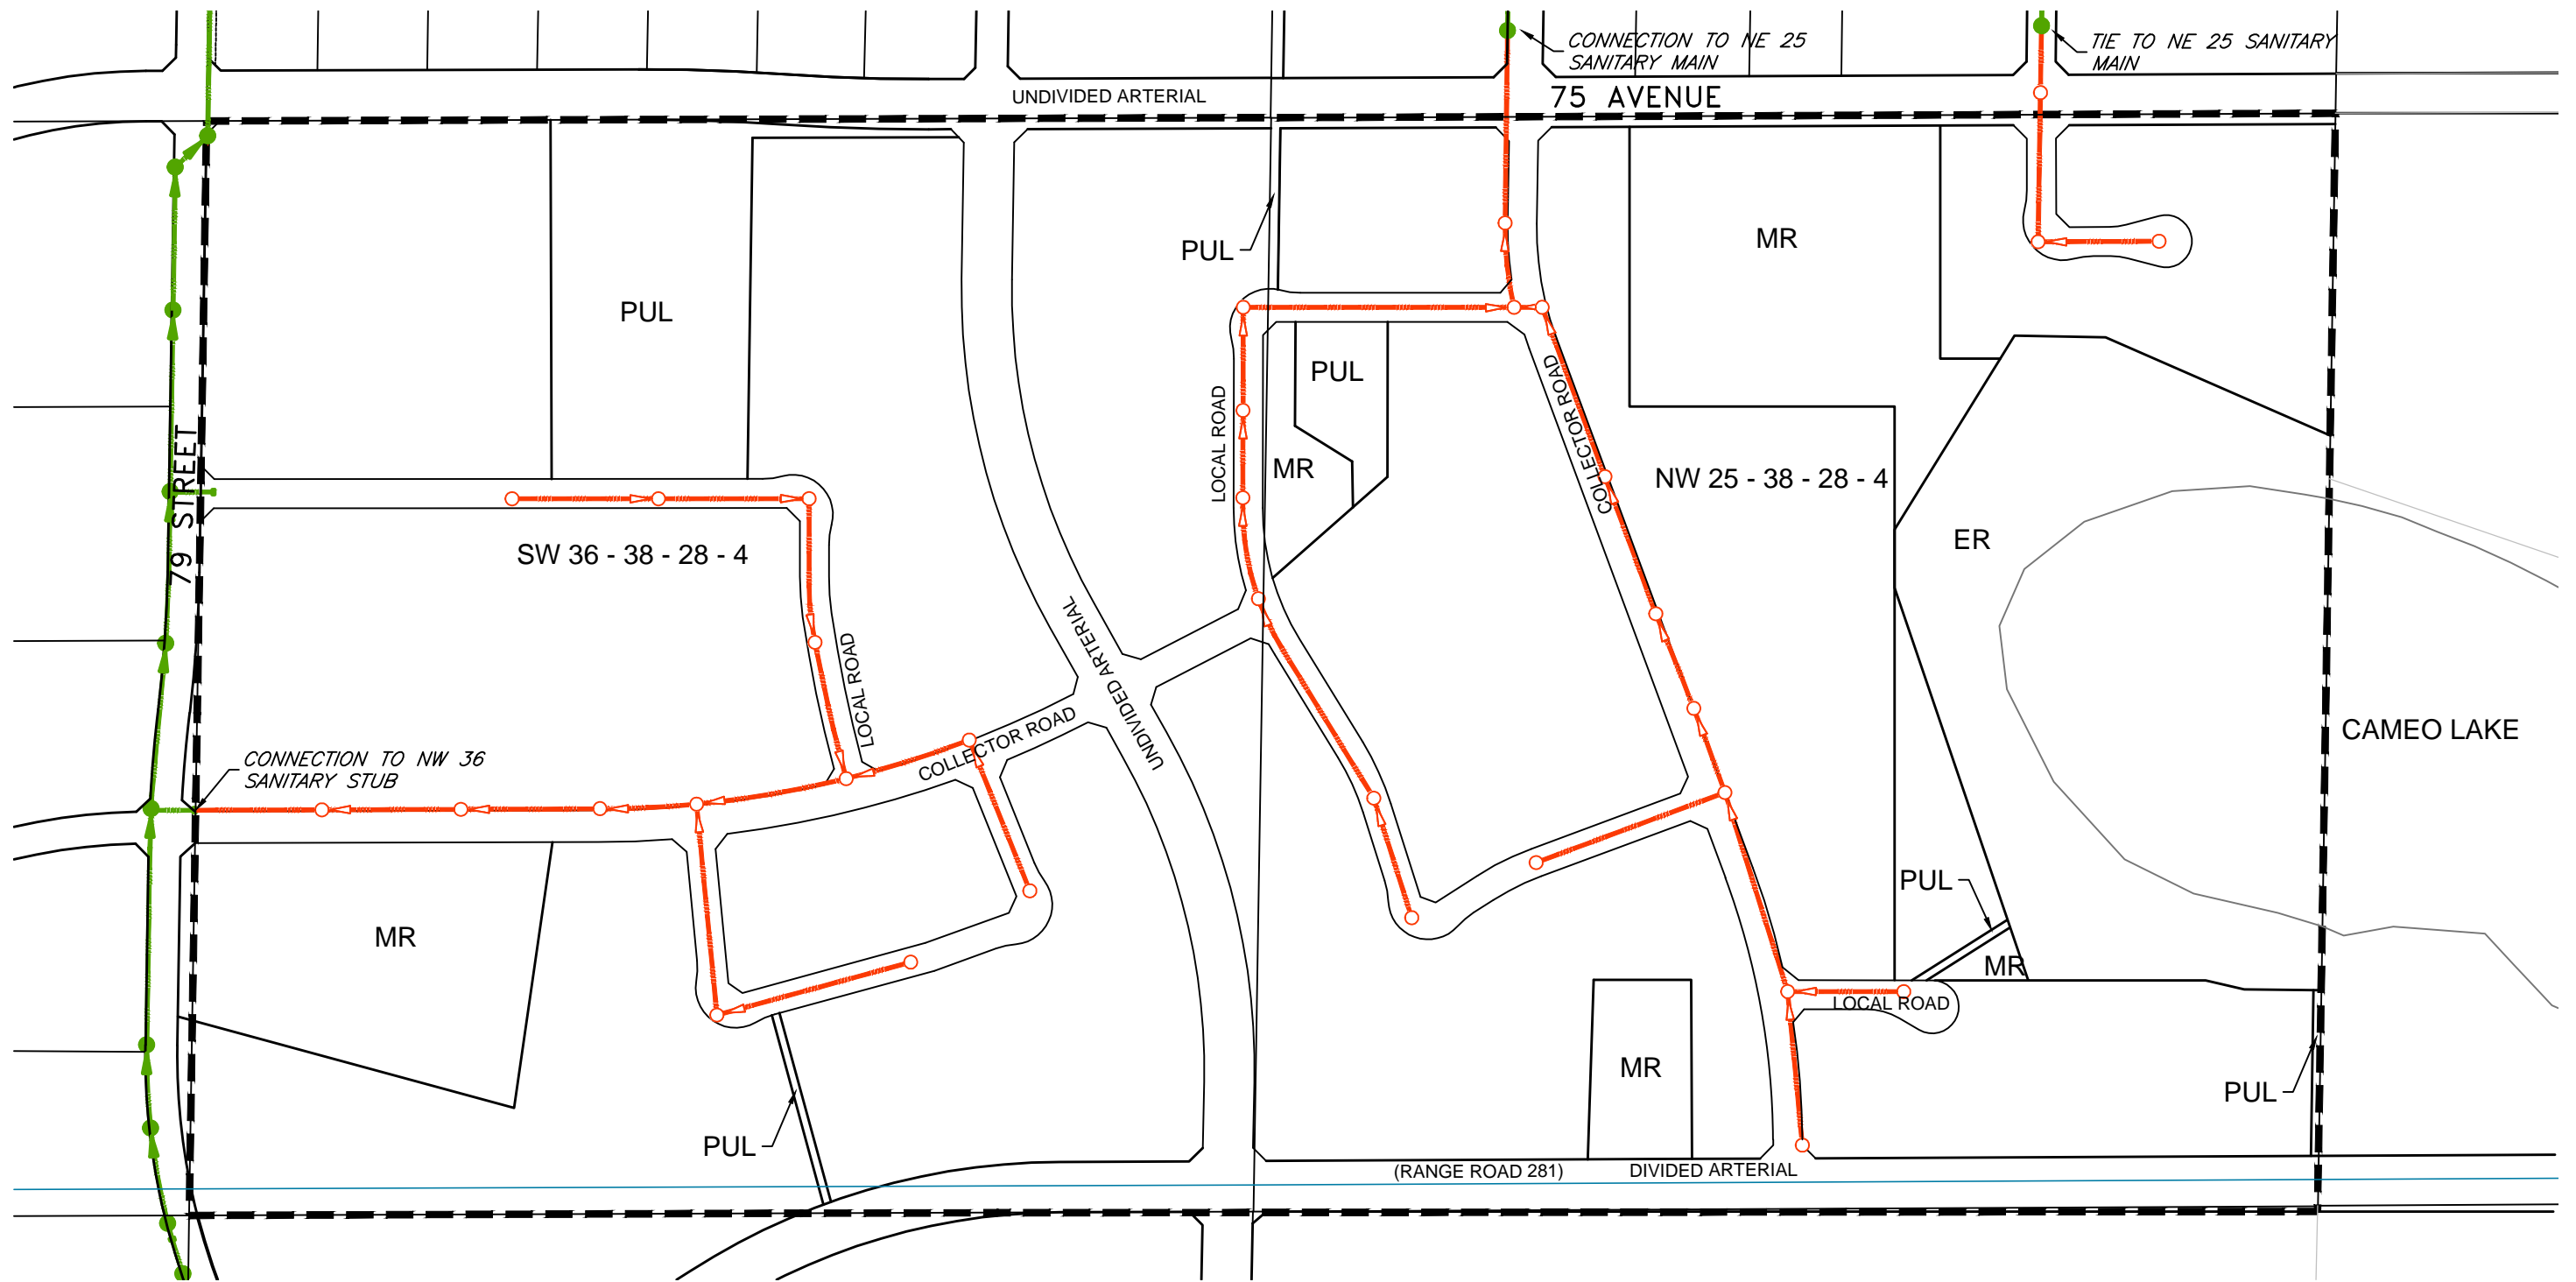 CONNECTION TO NE 25
SANITARY MAIN
TIE TO NE 25 SANITARY
MAIN
UNDIVIDED ARTERIAL
75 AVENUE
PUL
MR
PUL
PUL
LOCAL ROAD
COLLECTOR ROAD
MR
NW 25 - 38 - 28 - 4
79 STREET
SW 36 - 38 - 28 - 4
ER
UNDIVIDED ARTERIAL
UNDIVIDED ARTERIAL
LOCAL ROAD
COLLECTOR ROAD
CAMEO LAKE
CONNECTION TO NW 36
SANITARY STUB
PUL
MR
MR
LOCAL ROAD
MR
PUL
PUL
(RANGE ROAD 281)
DIVIDED ARTERIAL